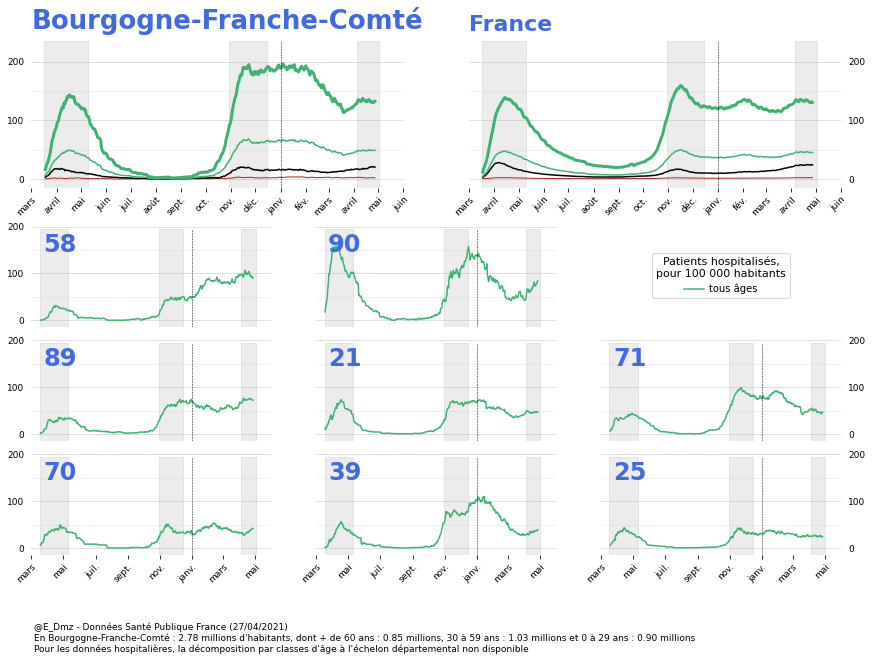 Bourgogne-Franche-Comté
France
200
100
0
200
100
0
mars avril mai juin juil. août sept. oct. nov. déc. janv. fév. mars avril mai juin
mars avril mai juin juil. août sept. oct. nov. déc. janv. fév. mars avril mai juin
200
100
0
58
90
Patients hospitalisés,
pour 100 000 habitants
tous âges
200
100
0
89
21
71
200
100
0
200
100
0
70
39
25
200
100
0
mars mai juil. sept. nov. janv. mars mai
mars mai juil. sept. nov. janv. mars mai
mars mai juil. sept. nov. janv. mars mai
@E_Dmz - Données Santé Publique France (27/04/2021)
En Bourgogne-Franche-Comté : 2.78 millions d'habitants, dont + de 60 ans : 0.85 millions, 30 à 59 ans : 1.03 millions et 0 à 29 ans : 0.90 millions
Pour les données hospitalières, la décomposition par classes d'âge à l'échelon départemental non disponible